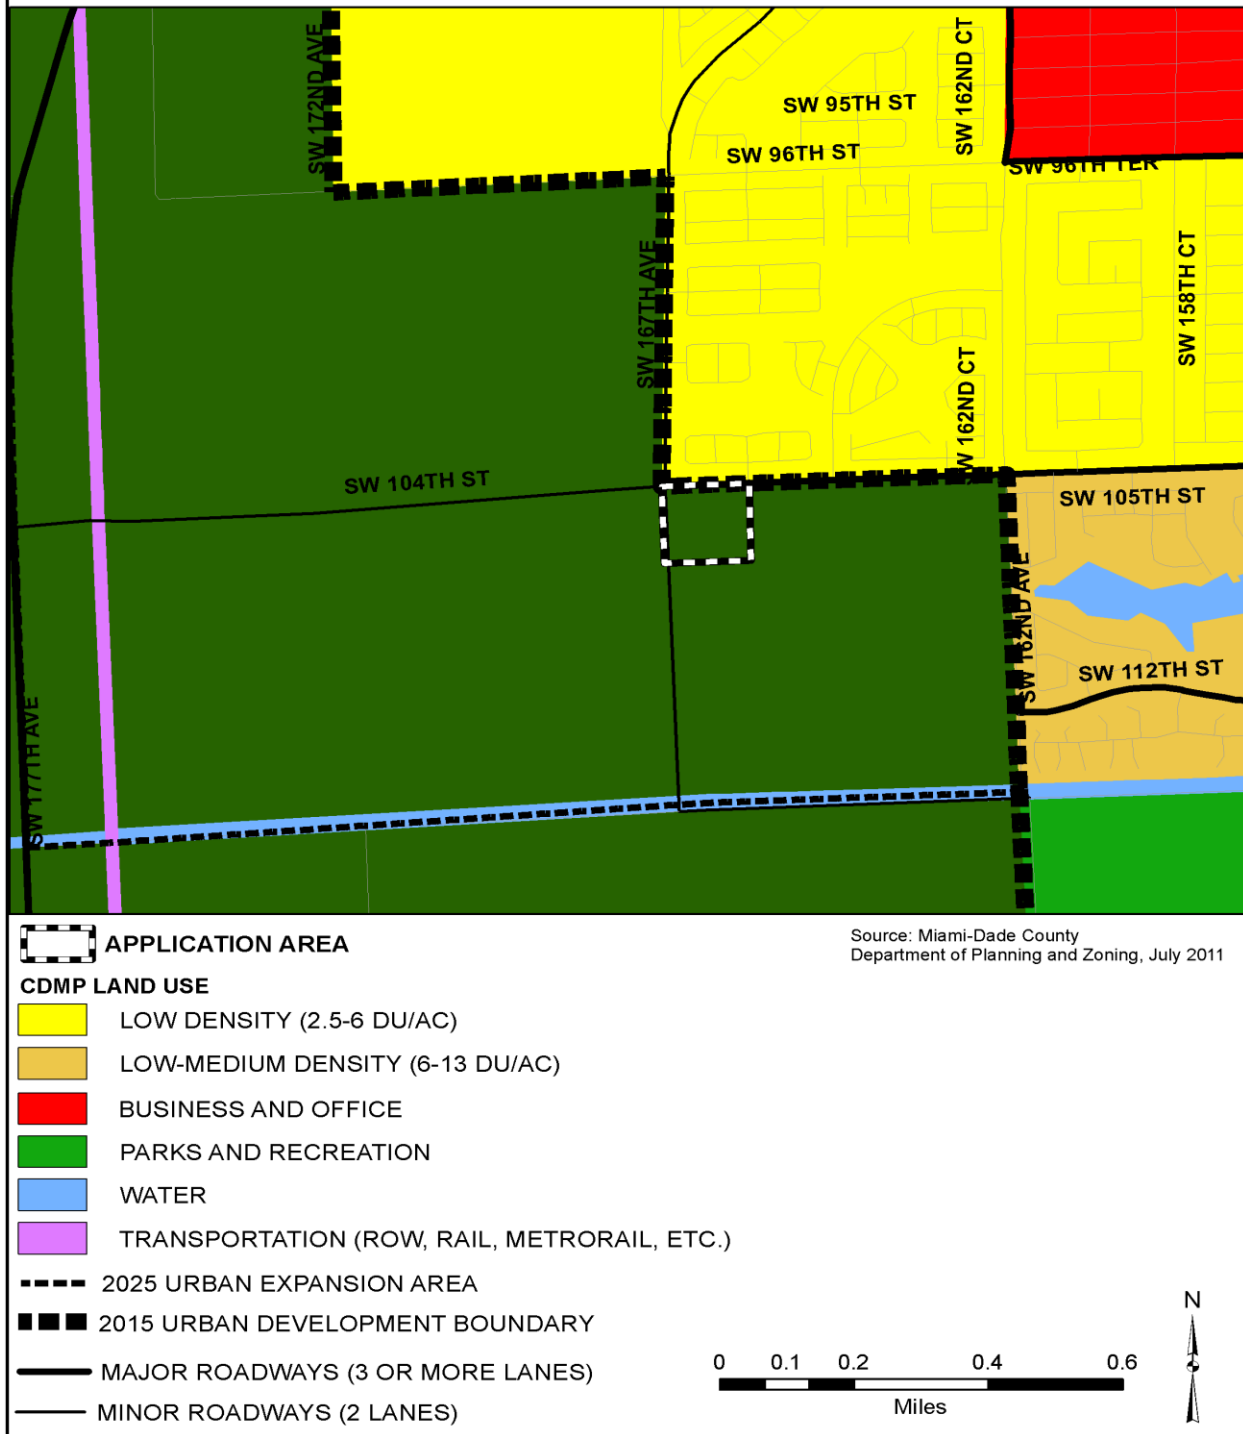 SW 172ND AVE
SW 95TH ST
SW 162ND CT
SW 96TH ST
SW 96TH TER
SW 167TH AVE
SW 158TH CT
SW 162ND CT
SW 104TH ST
SW 105TH ST
SW 162ND AVE
SW 112TH ST
SW 177TH AVE
APPLICATION AREA
Source: Miami-Dade County
Department of Planning and Zoning, July 2011
CDMP LAND USE
LOW DENSITY (2.5-6 DU/AC)
LOW-MEDIUM DENSITY (6-13 DU/AC)
BUSINESS AND OFFICE
PARKS AND RECREATION
WATER
TRANSPORTATION (ROW, RAIL, METRORAIL, ETC.)
2025 URBAN EXPANSION AREA
2015 URBAN DEVELOPMENT BOUNDARY
MAJOR ROADWAYS (3 OR MORE LANES)
MINOR ROADWAYS (2 LANES)
N
0 0.1 0.2 0.4 0.6
Miles